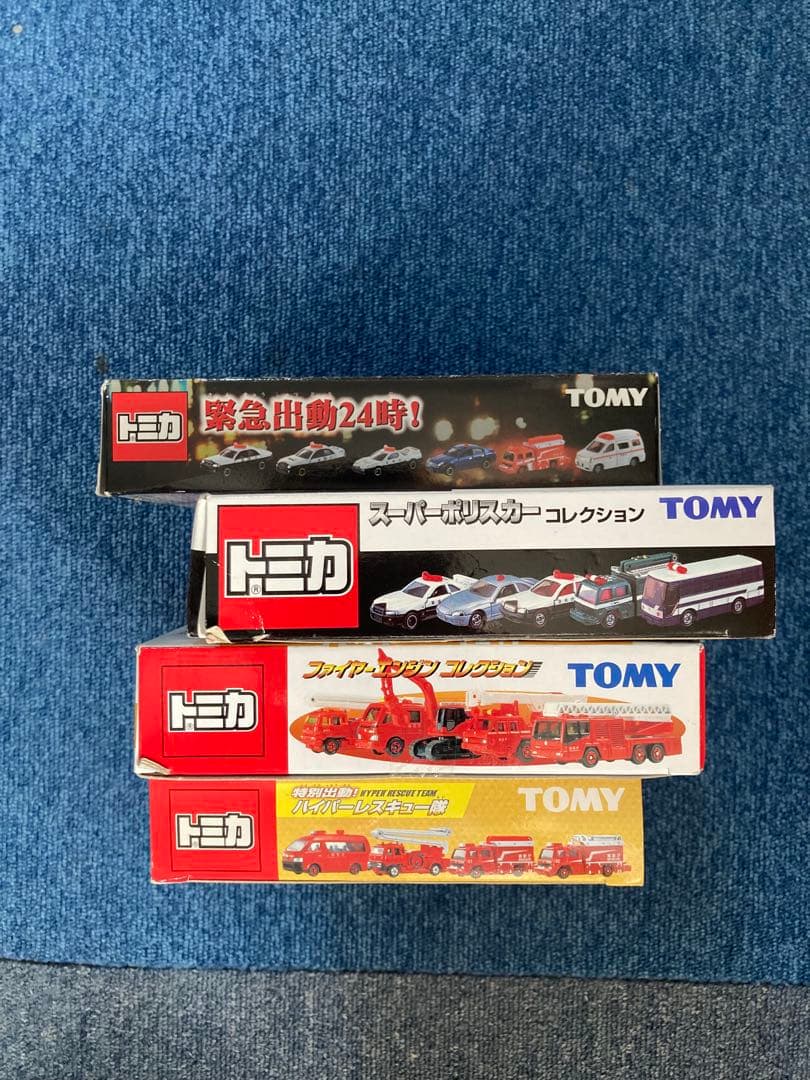 トミカ
緊急出動24時!
TOMY
トミカ®
スーパーポリスカー コレクション
TOMY
トミカ®
ファイヤーエンジン コレクション
TOMY
トミカ
特別出動! HYPER RESCUE TEAM
ハイパーレスキュー隊
TOMY